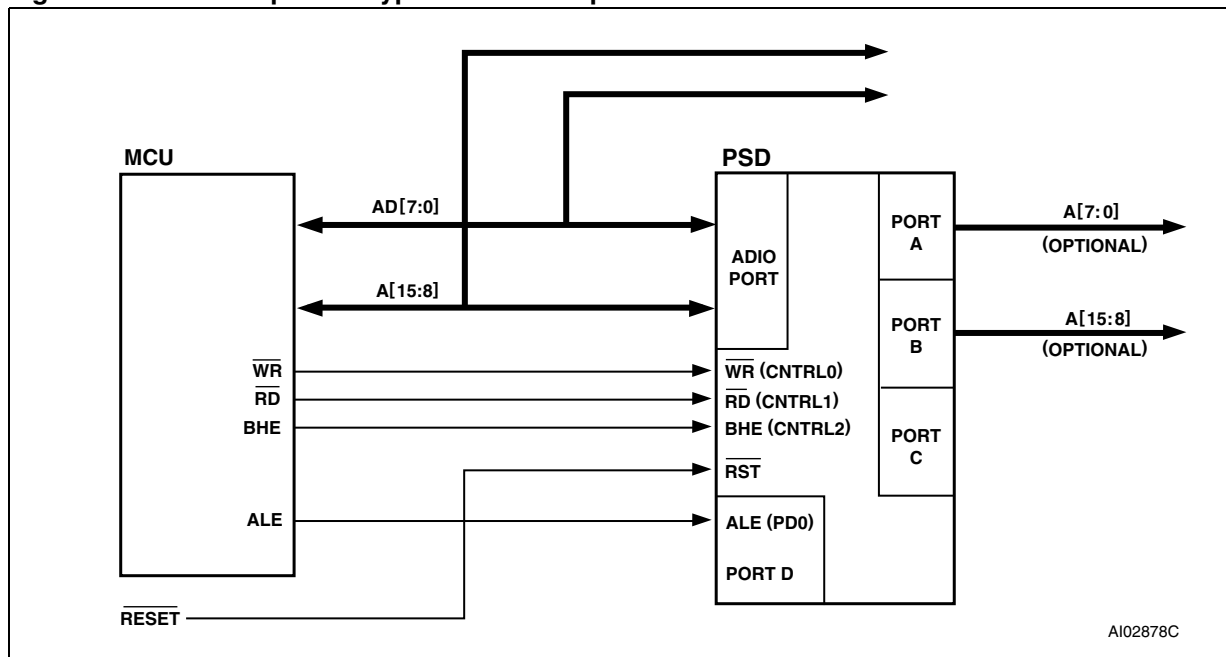 MCU
PSD
AD[7:0]
A[15:8]
ADIO
PORT
PORT
A
A[7:0]
(OPTIONAL)
PORT
B
A[15:8]
(OPTIONAL)
PORT
C
WR
WR (CNTRL0)
RD
RD (CNTRL1)
BHE
BHE (CNTRL2)
RST
ALE
ALE (PD0)
PORT D
RESET
AI02878C